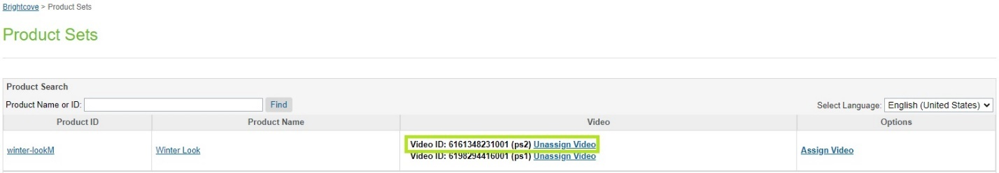 Brightcove > Product Sets
Product Sets
Product Search
Product Name or ID: Find Select Language: English (United States)
Product ID Product Name Video Options
Video ID: 6161348231001 (ps2) Unassign Video
winter-lookM Winter Look Assign Video
Video ID: 6198294416001 (ps1) Unassign Video